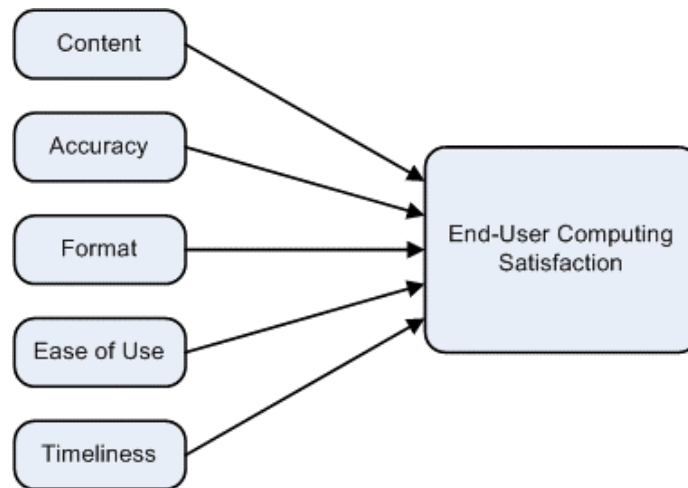 Content
Accuracy
Format
Ease of Use
Timeliness
End-User Computing
Satisfaction